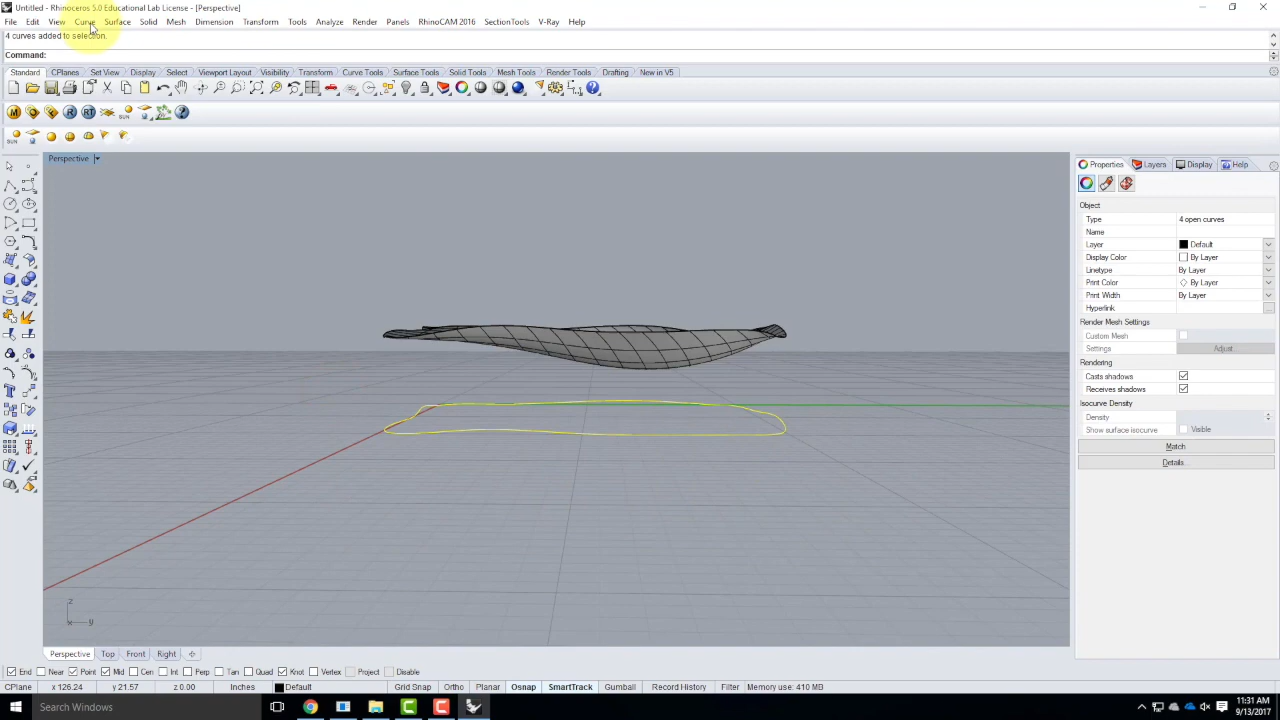 Untitled - Rhinoceros 5.0 Educational Lab License - [Perspective]
File Edit View Curve Surface Solid Mesh Dimension Transform Tools Analyze Render Panels RhinoCAM 2016 SectionTools V-Ray Help
4 curves added to selection.
Command:
Standard CPlanes Set View Display Select Viewport Layout Visibility Transform Curve Tools Surface Tools Solid Tools Mesh Tools Render Tools Drafting New in V5
M R RT
SUN
SUN
Perspective
Properties Layers Display Help
Object
Type 4 open curves
Name
Layer Default
Display Color By Layer
Linetype By Layer
Print Color By Layer
Print Width By Layer
Hyperlink ...
Render Mesh Settings
Custom Mesh
Settings Adjust...
Rendering
Casts shadows
Receives shadows
Isocurve Density
Density
Show surface isocurve Visible
Match
Details...
z
x y
Perspective Top Front Right
End Near Point Mid Cen Int Perp Tan Quad Knot Vertex Project Disable
CPlane x 126.24 y 21.57 z 0.00 Inches Default Grid Snap Ortho Planar Osnap SmartTrack Gumball Record History Filter Memory use: 410 MB
Search Windows
11:31 AM
9/13/2017